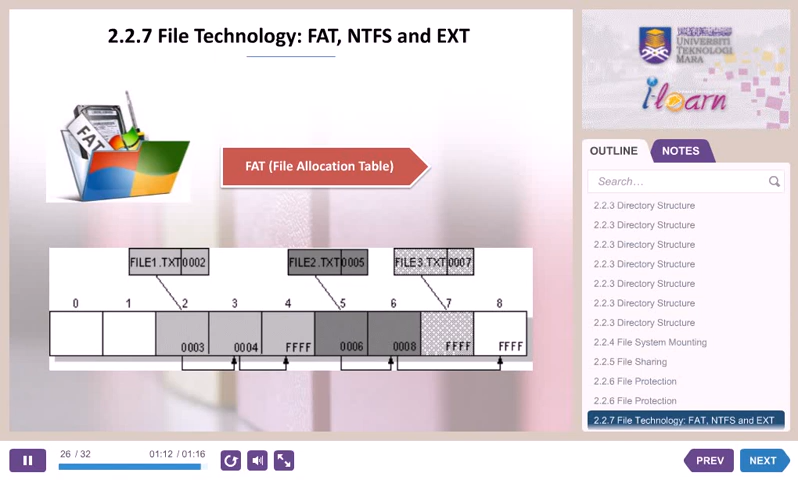 2.2.7 File Technology: FAT, NTFS and EXT
FAT
FAT (File Allocation Table)
FILE1.TXT 0002
FILE2.TXT 0005
FILE3.TXT 0007
0 1 2 3 4 5 6 7 8
0003 0004 FFFF 0006 0008 FFFF FFFF
UNIVERSITI
TEKNOLOGI
MARA
i-Learn
OUTLINE
NOTES
Search...
2.2.3 Directory Structure
2.2.3 Directory Structure
2.2.3 Directory Structure
2.2.3 Directory Structure
2.2.3 Directory Structure
2.2.3 Directory Structure
2.2.3 Directory Structure
2.2.4 File System Mounting
2.2.5 File Sharing
2.2.6 File Protection
2.2.6 File Protection
2.2.7 File Technology: FAT, NTFS and EXT
26 / 32
01:12 / 01:16
PREV
NEXT